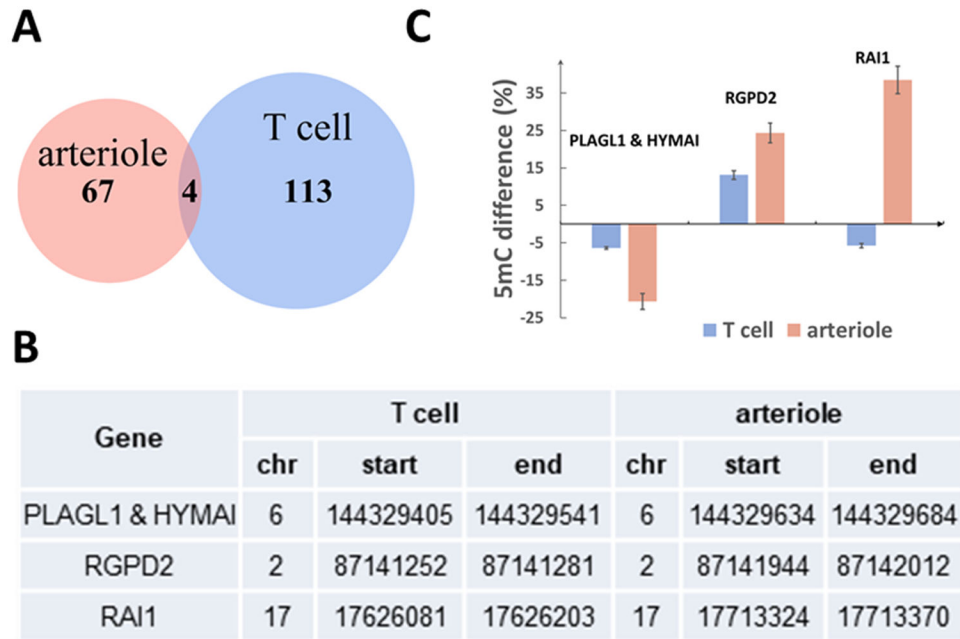 A
arteriole
67
4
T cell
113
C
5mC difference (%)
35
25
15
5
-5
-15
-25
PLAGL1 & HYMAI
RGPD2
RAI1
T cell arteriole
B
Gene T cell arteriole
chr start end chr start end
PLAGL1 & HYMAI 6 144329405 144329541 6 144329634 144329684
RGPD2 2 87141252 87141281 2 87141944 87142012
RAI1 17 17626081 17626203 17 17713324 17713370